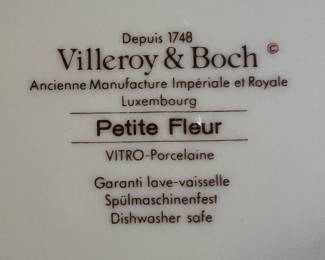 Depuis 1748
Villeroy & Boch ©
Ancienne Manufacture Impériale et Royale
Luxembourg
Petite Fleur
VITRO-Porcelaine
Garanti lave-vaisselle
Spülmaschinenfest
Dishwasher safe